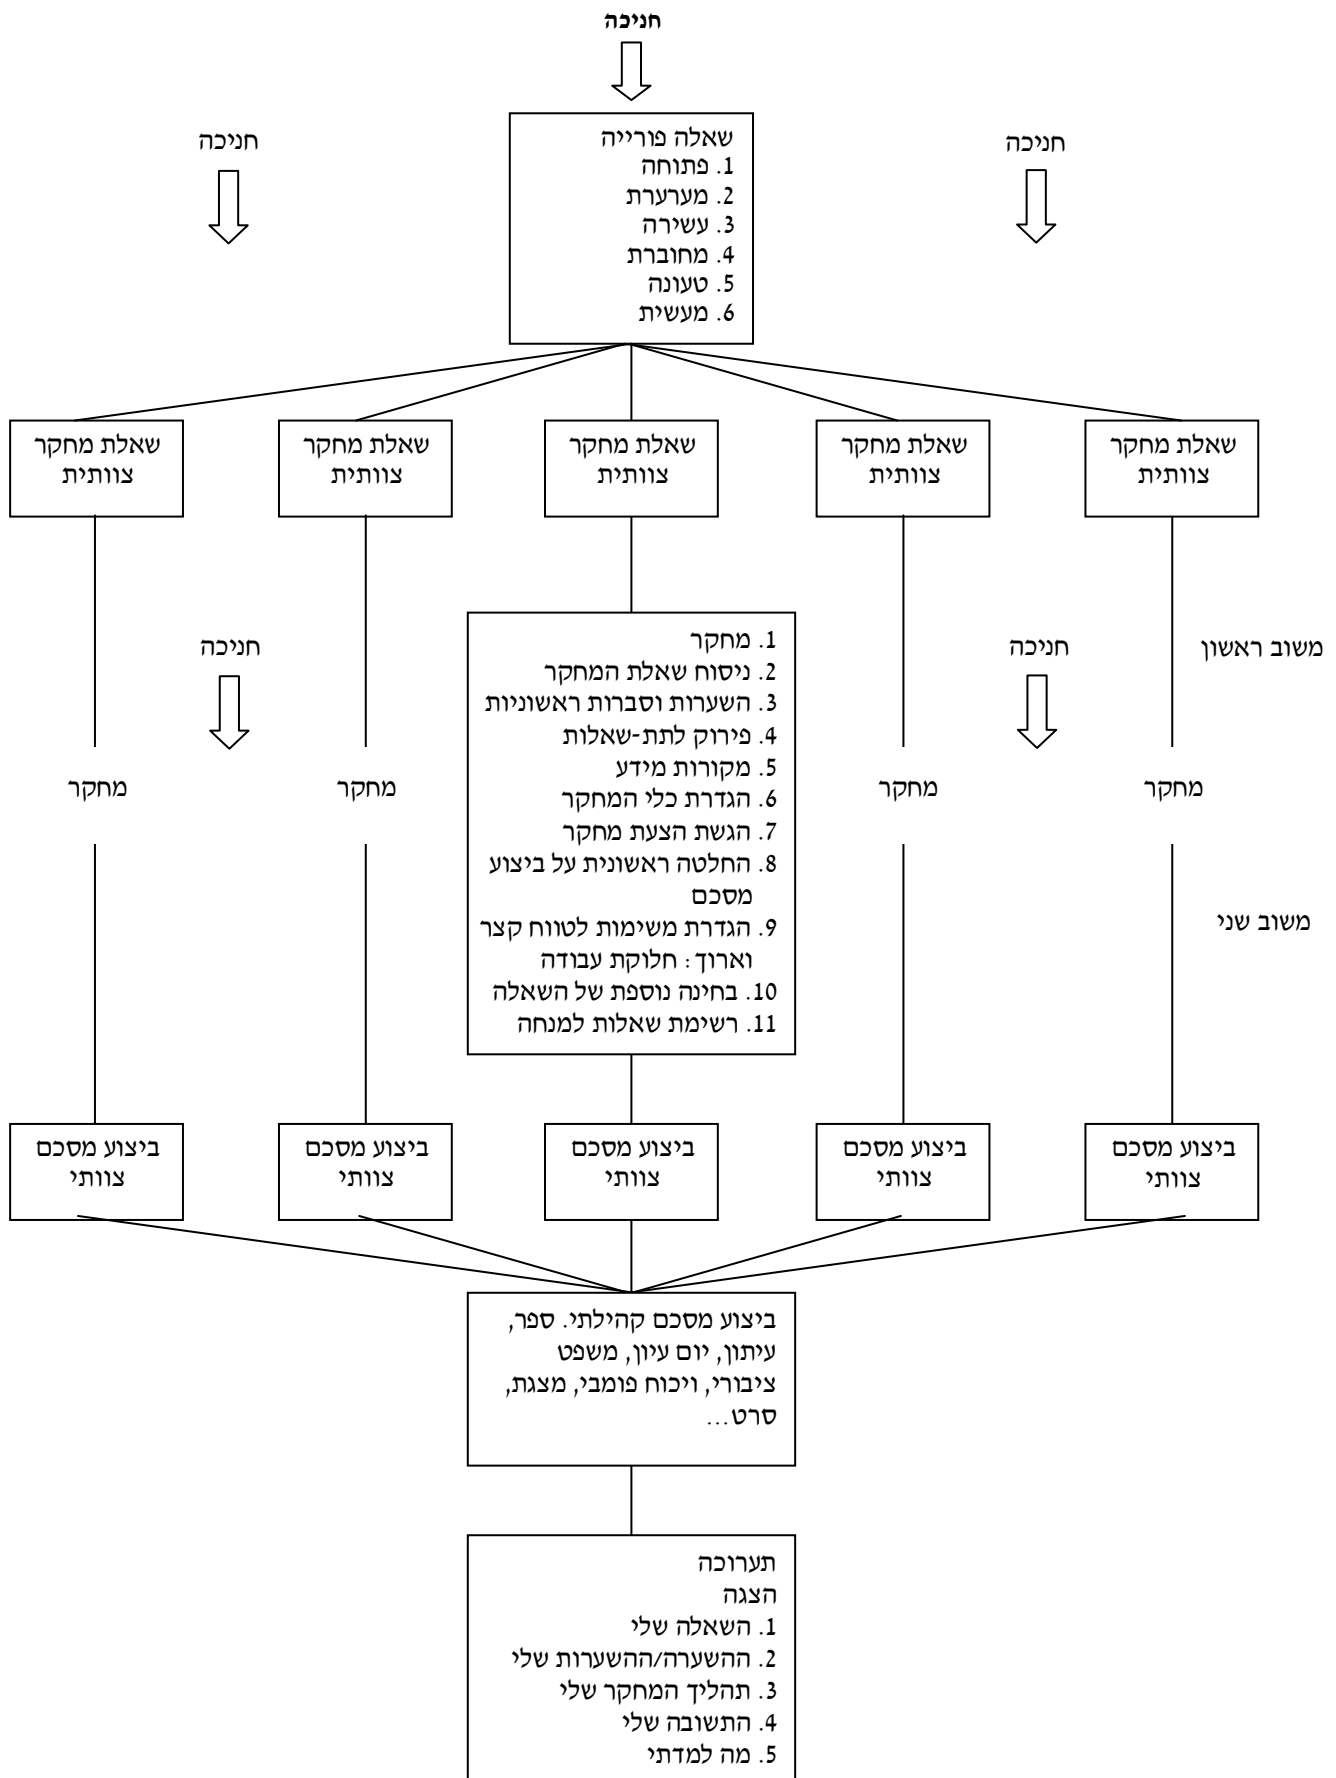 חניכה
חניכה
חניכה
שאלה פורייה
1. פתוחה
2. מערערת
3. עשירה
4. מחוברת
5. טעונה
6. מעשית
שאלת מחקר
צוותית
שאלת מחקר
צוותית
שאלת מחקר
צוותית
שאלת מחקר
צוותית
שאלת מחקר
צוותית
משוב ראשון
חניכה
חניכה
1. מחקר
2. ניסוח שאלת המחקר
3. השערות וסברות ראשוניות
4. פירוק לתת-שאלות
5. מקורות מידע
6. הגדרת כלי המחקר
7. הגשת הצעת מחקר
8. החלטה ראשונית על ביצוע
מסכם
9. הגדרת משימות לטווח קצר
וארוך: חלוקת עבודה
10. בחינה נוספת של השאלה
11. רשימת שאלות למנחה
מחקר
מחקר
מחקר
מחקר
משוב שני
ביצוע מסכם
צוותי
ביצוע מסכם
צוותי
ביצוע מסכם
צוותי
ביצוע מסכם
צוותי
ביצוע מסכם
צוותי
ביצוע מסכם קהילתי. ספר,
עיתון, יום עיון, משפט
ציבורי, ויכוח פומבי, מצגת,
סרט...
תערוכה
הצגה
1. השאלה שלי
2. ההשערה/ההשערות שלי
3. תהליך המחקר שלי
4. התשובה שלי
5. מה למדתי